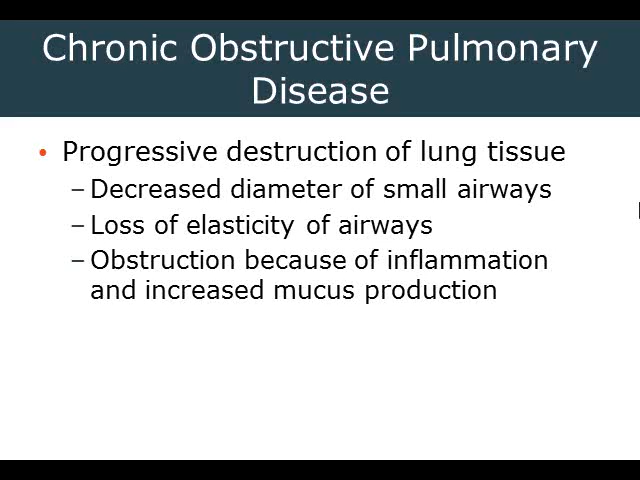 Chronic Obstructive Pulmonary
Disease
• Progressive destruction of lung tissue
– Decreased diameter of small airways
– Loss of elasticity of airways
– Obstruction because of inflammation
and increased mucus production